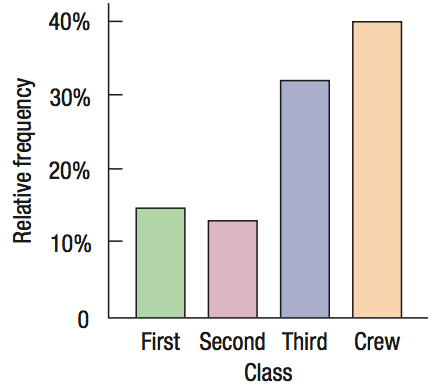 Relative frequency
40%
30%
20%
10%
0
First Second Third Crew
Class